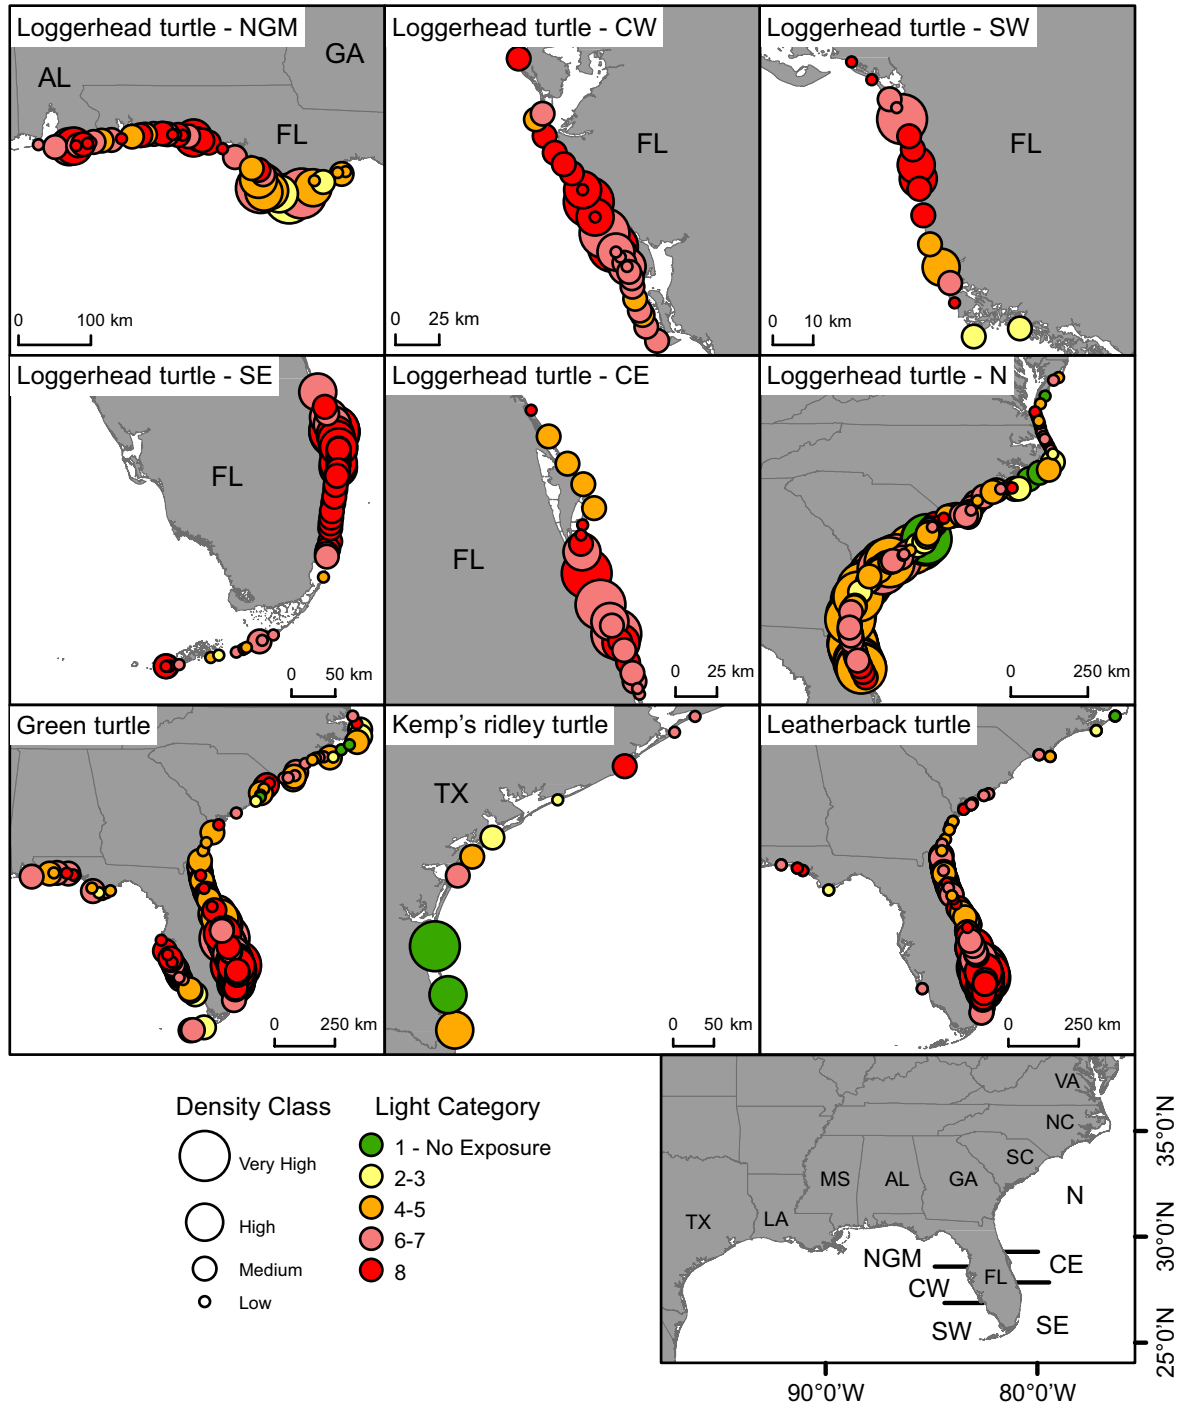 Loggerhead turtle - NGM
AL
GA
FL
0 100 km
Loggerhead turtle - CW
FL
0 25 km
Loggerhead turtle - SW
FL
0 10 km
Loggerhead turtle - SE
FL
0 50 km
Loggerhead turtle - CE
FL
0 25 km
Loggerhead turtle - N
0 250 km
Green turtle
0 250 km
Kemp's ridley turtle
TX
0 50 km
Leatherback turtle
0 250 km
Density Class
Very High
High
Medium
Low
Light Category
1 - No Exposure
2-3
4-5
6-7
8
VA
NC
SC
MS
AL
GA
N
TX
LA
NGM
FL
CE
CW
SW
SE
35°0'N
30°0'N
25°0'N
90°0'W
80°0'W